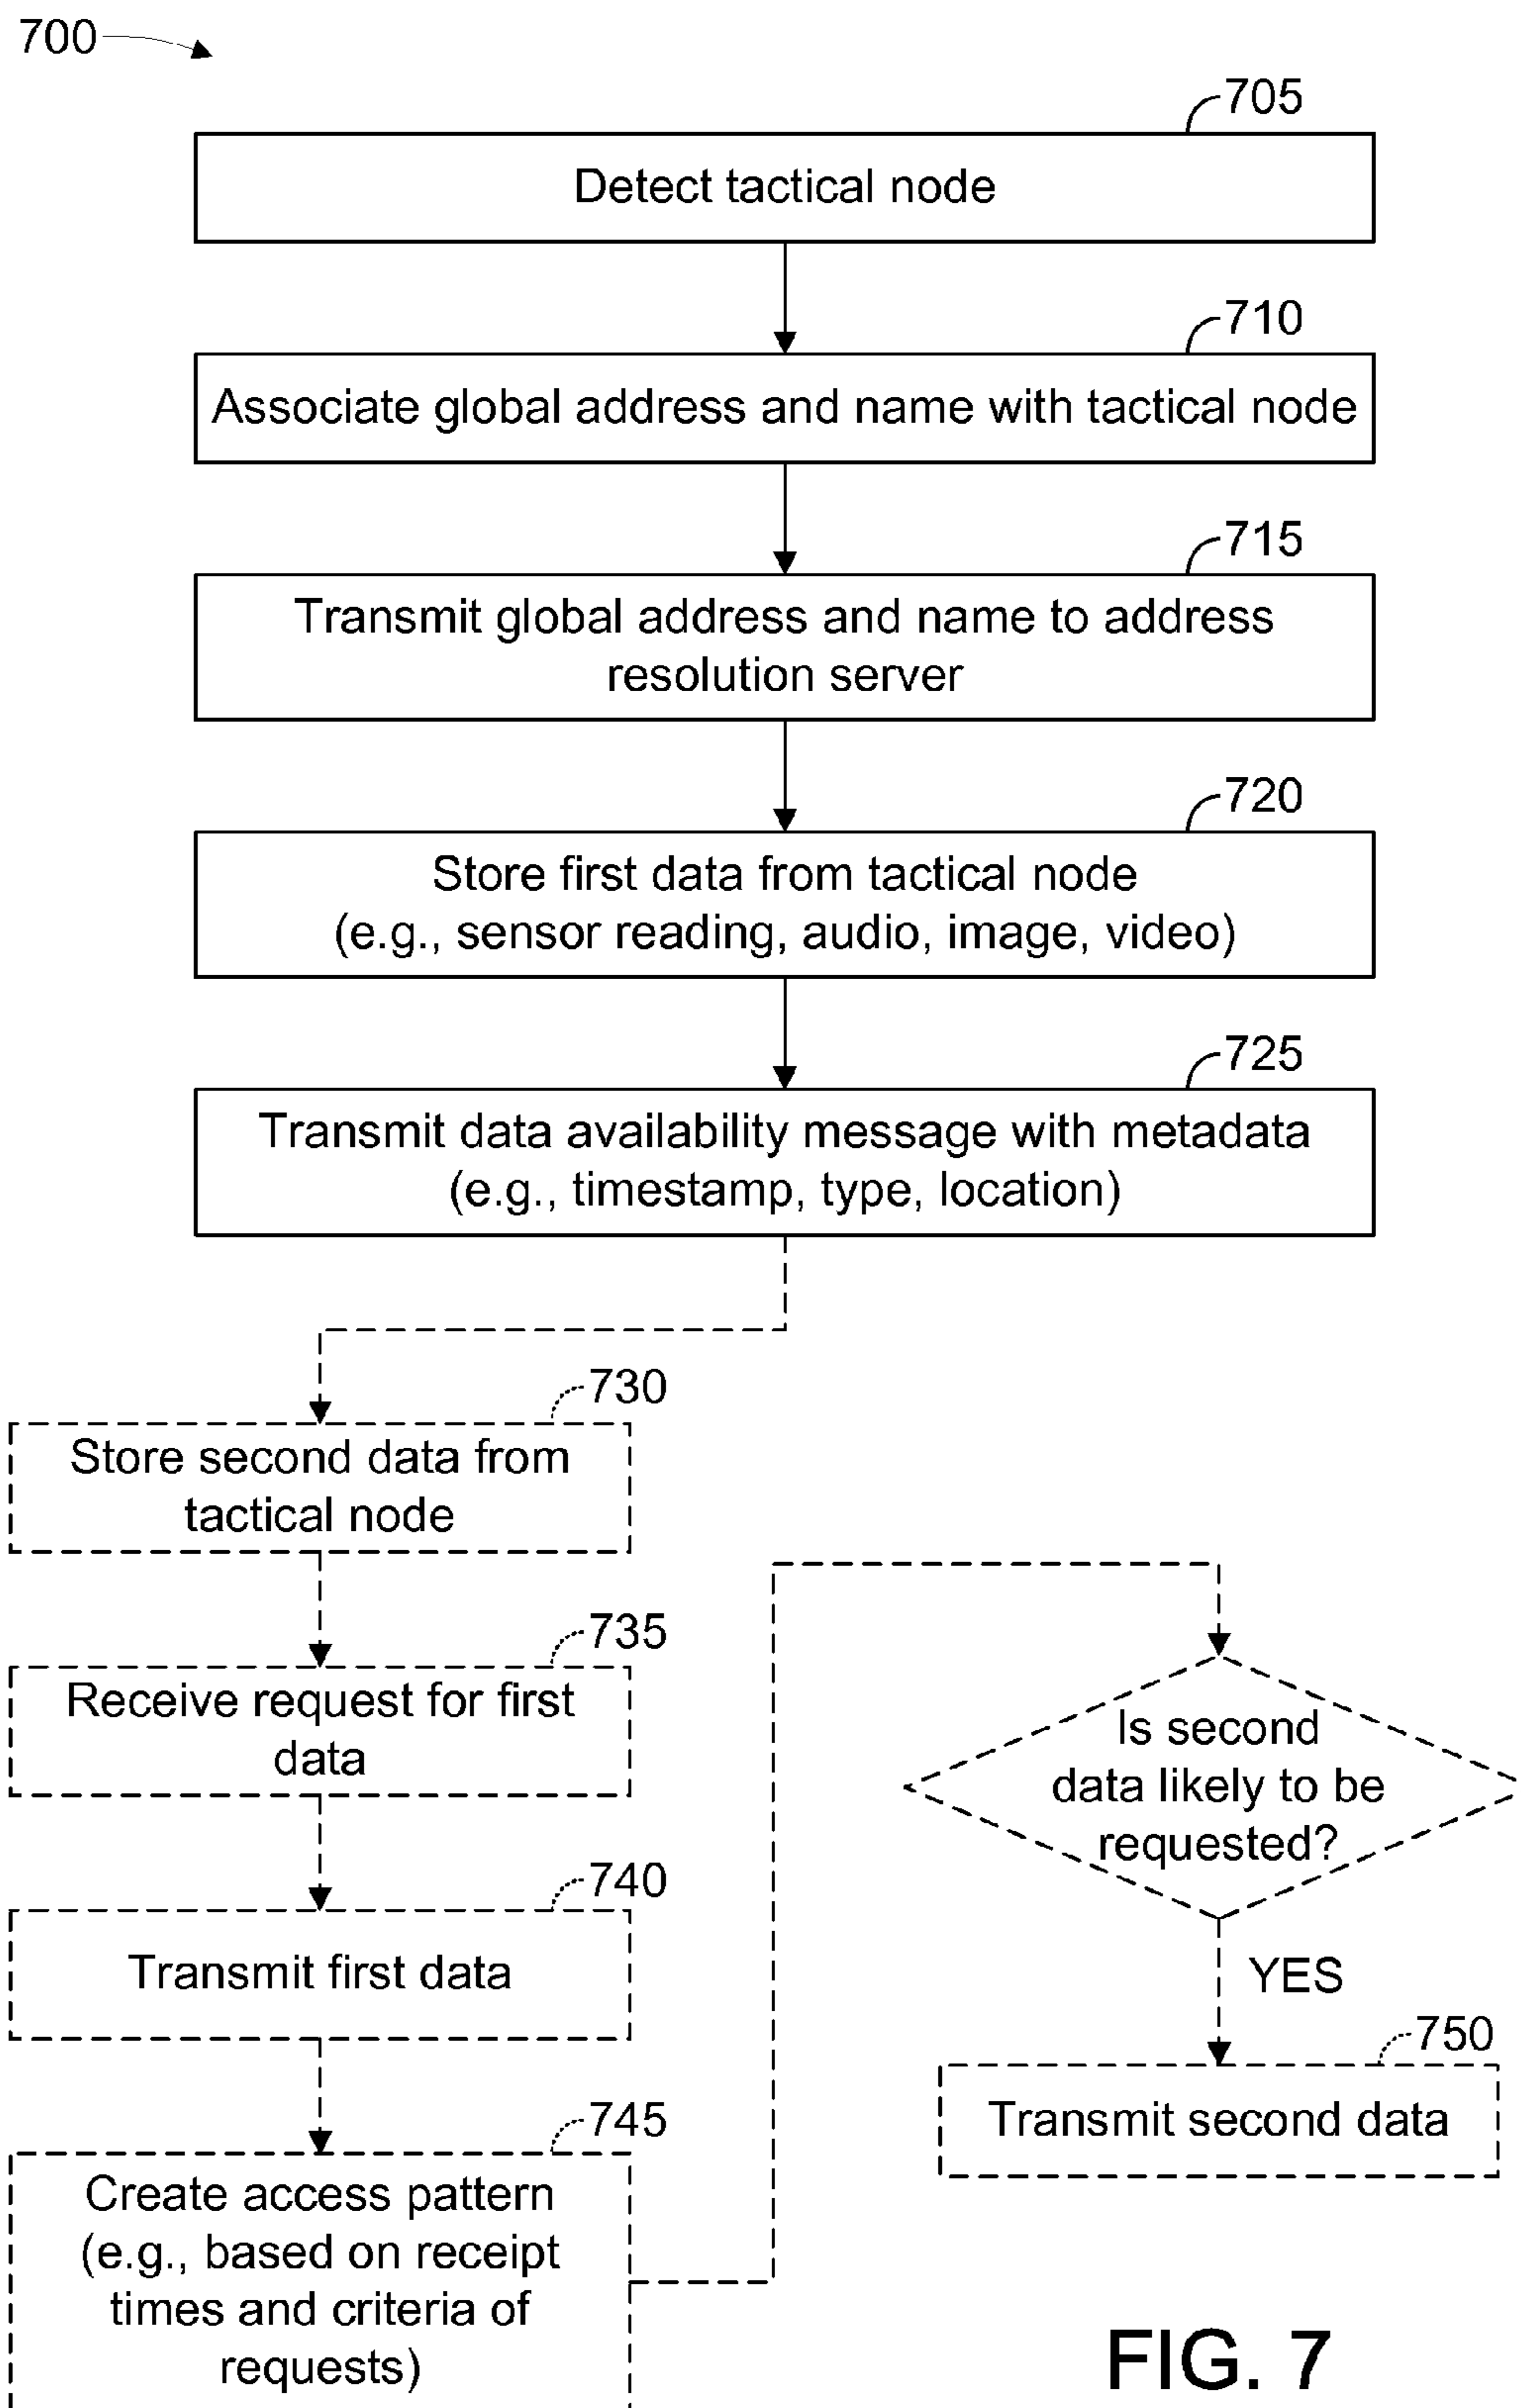 700
705
Detect tactical node
710
Associate global address and name with tactical node
715
Transmit global address and name to address
resolution server
720
Store first data from tactical node
(e.g., sensor reading, audio, image, video)
725
Transmit data availability message with metadata
(e.g., timestamp, type, location)
730
Store second data from
tactical node
735
Receive request for first
data
740
Transmit first data
745
Create access pattern
(e.g., based on receipt
times and criteria of
requests)
Is second
data likely to be
requested?
YES
750
Transmit second data
FIG. 7